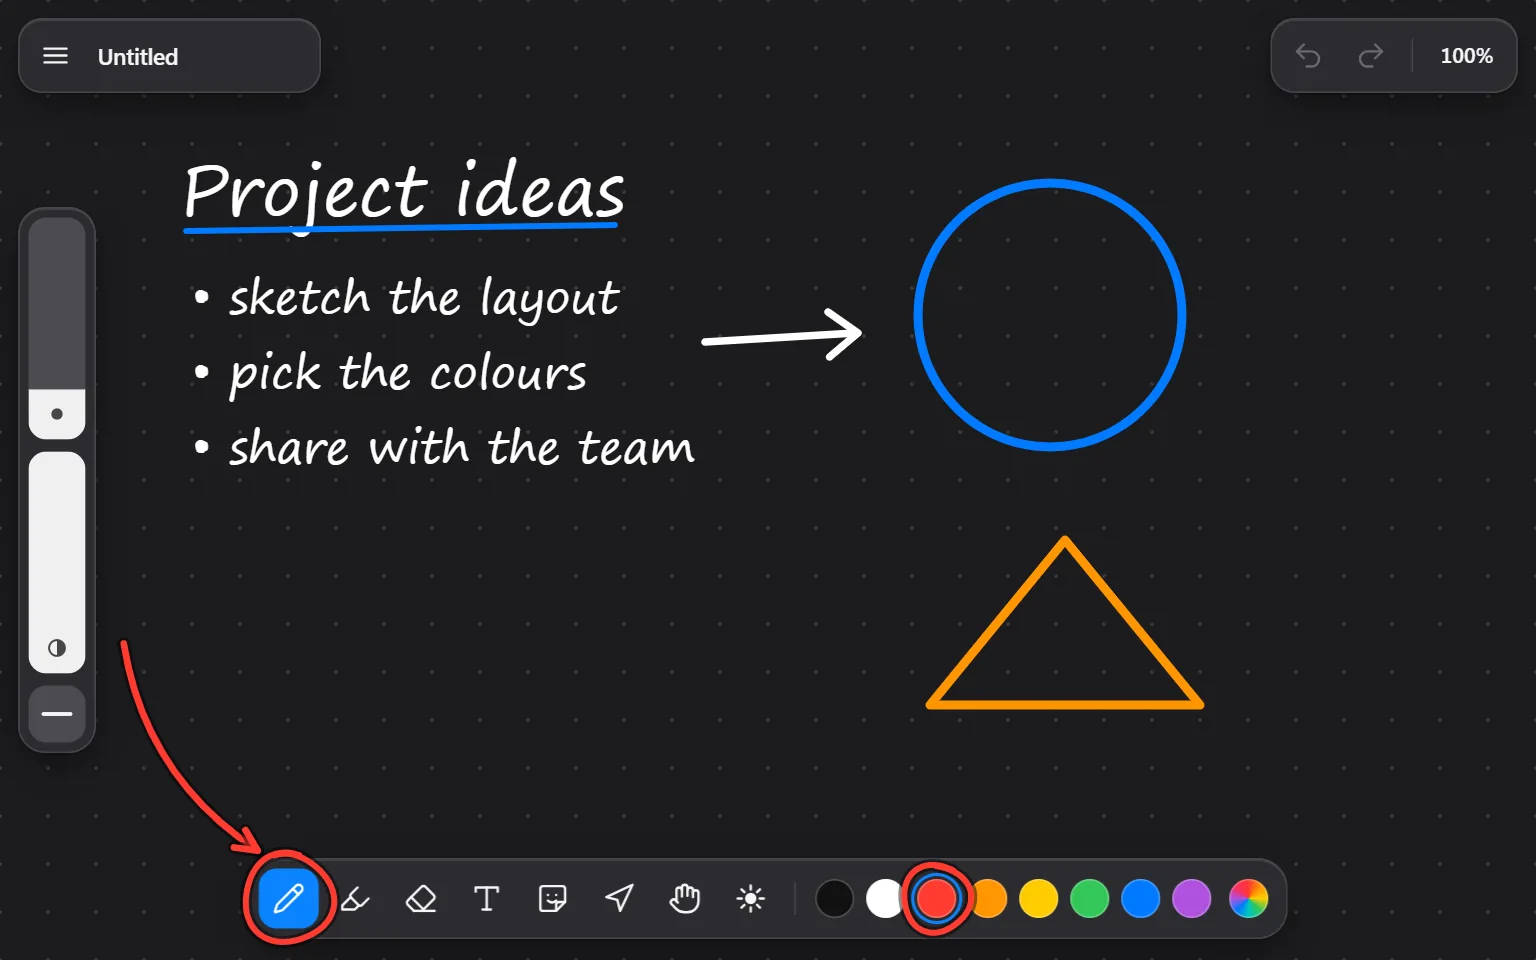 Untitled
100%
Project ideas
• sketch the layout
• pick the colours
• share with the team